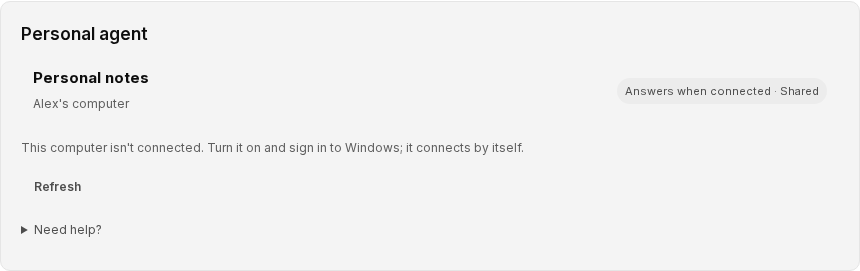 Personal agent
Personal notes
Alex's computer
Answers when connected · Shared
This computer isn't connected. Turn it on and sign in to Windows; it connects by itself.
Refresh
Need help?